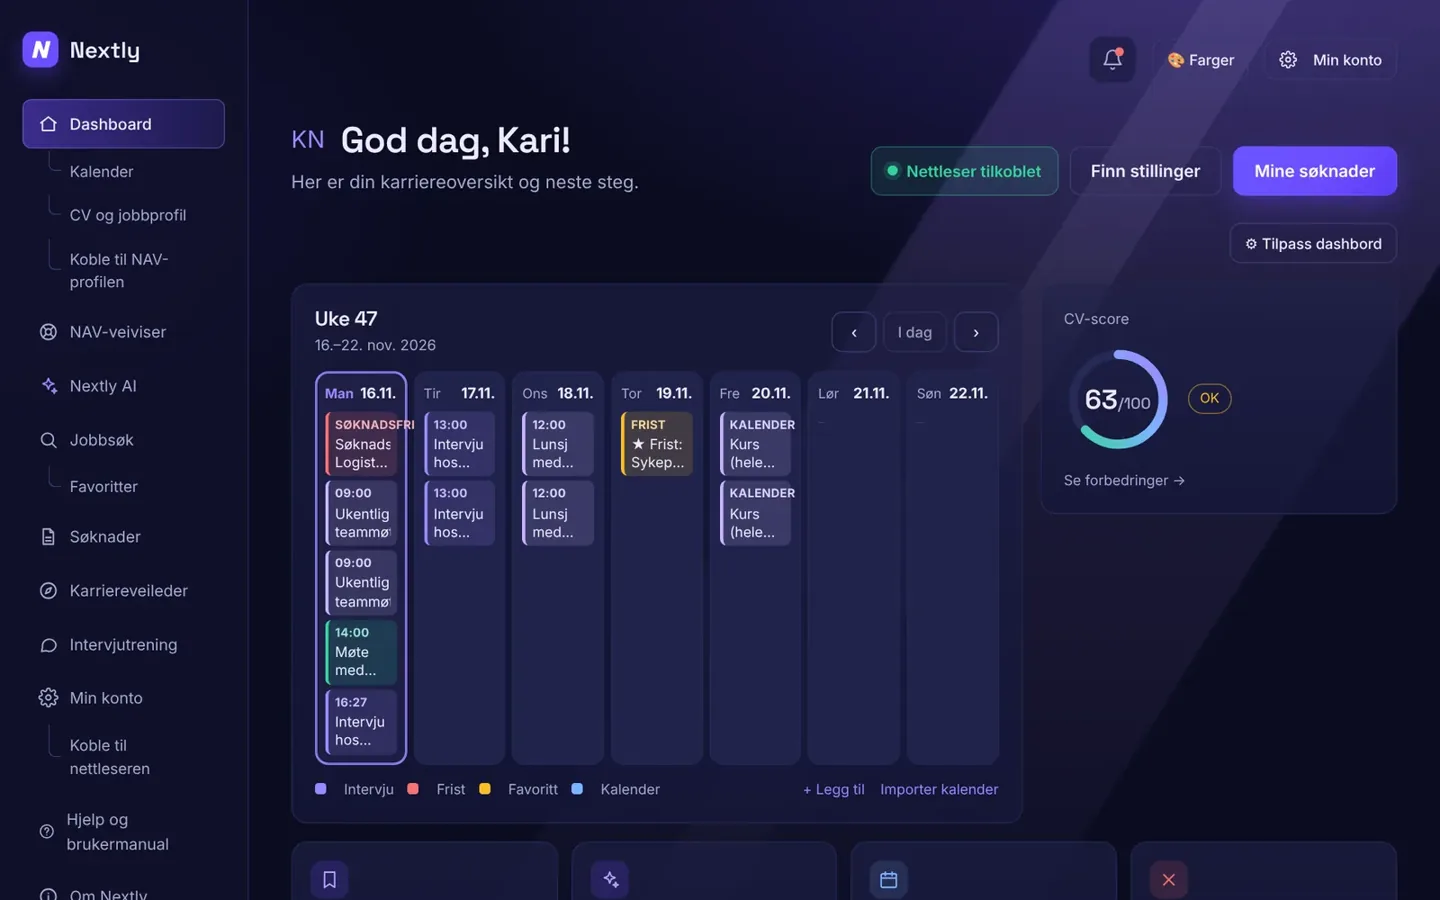 Nextly
Dashboard
Kalender
CV og jobbprofil
Koble til NAV-
profilen
NAV-veiviser
Nextly AI
Jobbsøk
Favoritter
Søknader
Karriereveileder
Intervjutrening
Min konto
Koble til
nettleseren
Hjelp og
brukermanual
Om Nextly
Farger
Min konto
KN God dag, Kari!
Her er din karriereoversikt og neste steg.
Nettleser tilkoblet
Finn stillinger
Mine søknader
Tilpass dashbord
Uke 47
16.–22. nov. 2026
‹ I dag ›
Man 16.11.
SØKNADSFRI
Søknads
Logist...
09:00
Ukentlig
teammø
09:00
Ukentlig
teammø
14:00
Møte
med...
16:27
Intervju
hos...
Tir 17.11.
13:00
Intervju
hos...
13:00
Intervju
hos...
Ons 18.11.
12:00
Lunsj
med...
12:00
Lunsj
med...
Tor 19.11.
FRIST
★ Frist:
Sykep...
Fre 20.11.
KALENDER
Kurs
(hele...
KALENDER
Kurs
(hele...
Lør 21.11.
–
Søn 22.11.
–
Intervju Frist Favoritt Kalender
+ Legg til Importer kalender
CV-score
63/100
OK
Se forbedringer →